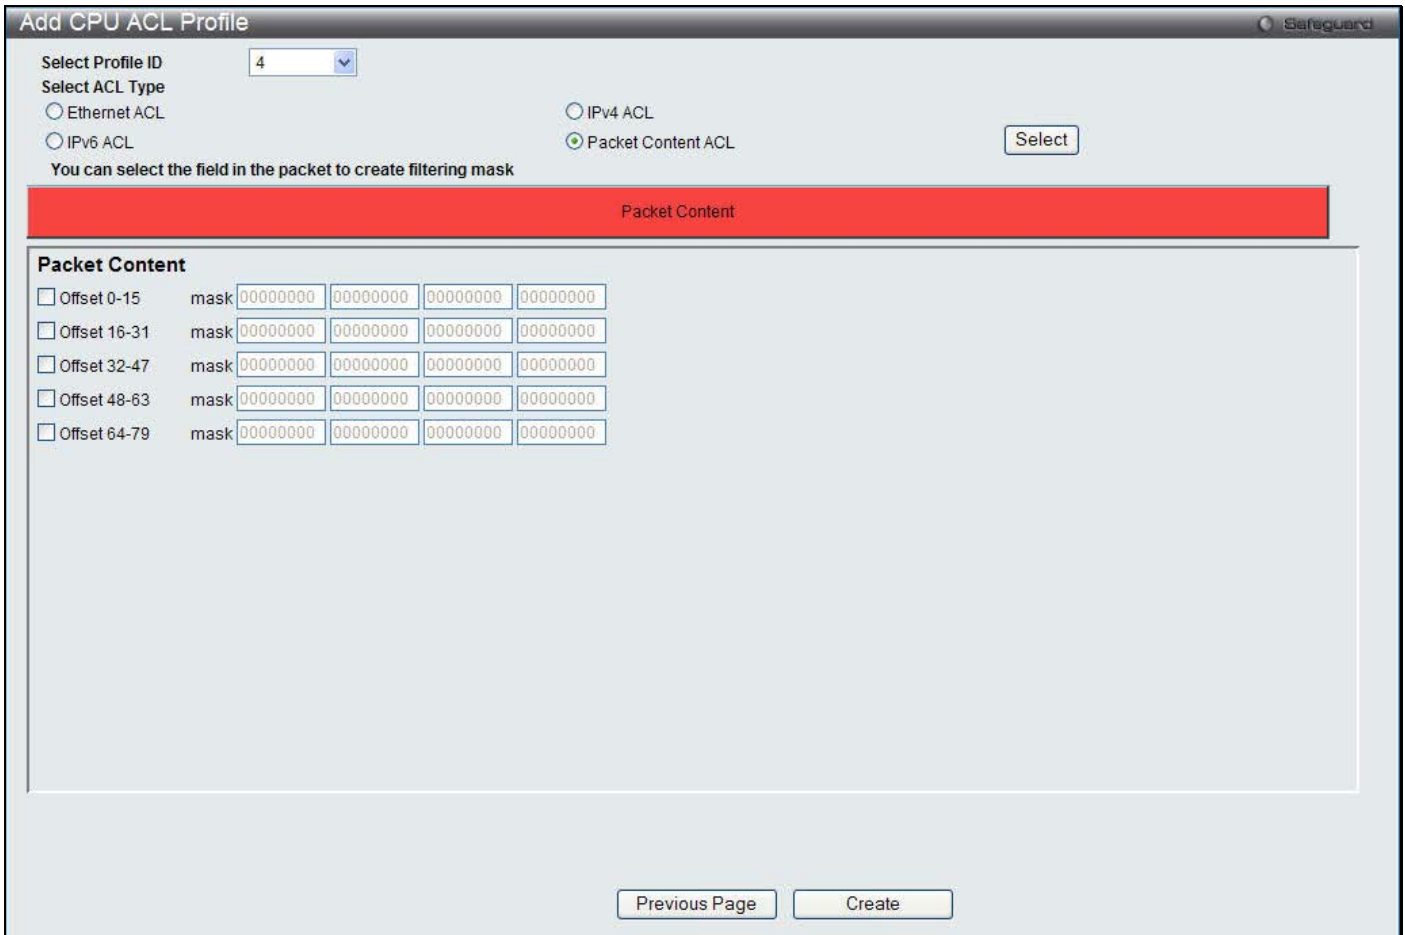 Add CPU ACL Profile
Safeguard
Select Profile ID 4
Select ACL Type
Ethernet ACL IPv4 ACL
IPv6 ACL Packet Content ACL Select
You can select the field in the packet to create filtering mask
Packet Content
Packet Content
Offset 0-15 mask 00000000 00000000 00000000 00000000
Offset 16-31 mask 00000000 00000000 00000000 00000000
Offset 32-47 mask 00000000 00000000 00000000 00000000
Offset 48-63 mask 00000000 00000000 00000000 00000000
Offset 64-79 mask 00000000 00000000 00000000 00000000
Previous Page Create